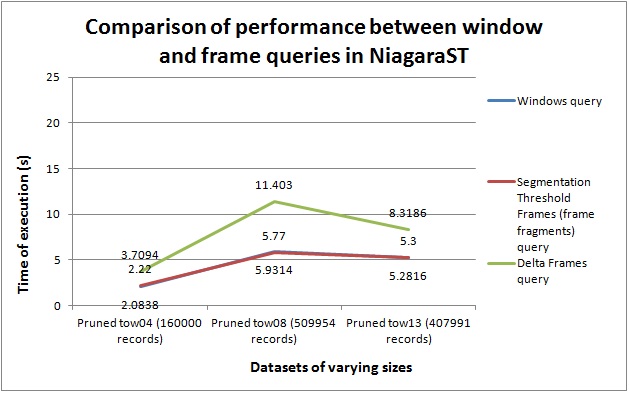 Comparison of performance between window
and frame queries in NiagaraST
25
20
15
10
5
0
Time of execution (s)
3.7094
2.22
2.0838
11.403
5.77
5.9314
8.3186
5.3
5.2816
Pruned tow04 (160000
records)
Pruned tow08 (509954
records)
Pruned tow13 (407991
records)
Datasets of varying sizes
Windows query
Segmentation
Threshold
Frames (frame
fragments)
query
Delta Frames
query